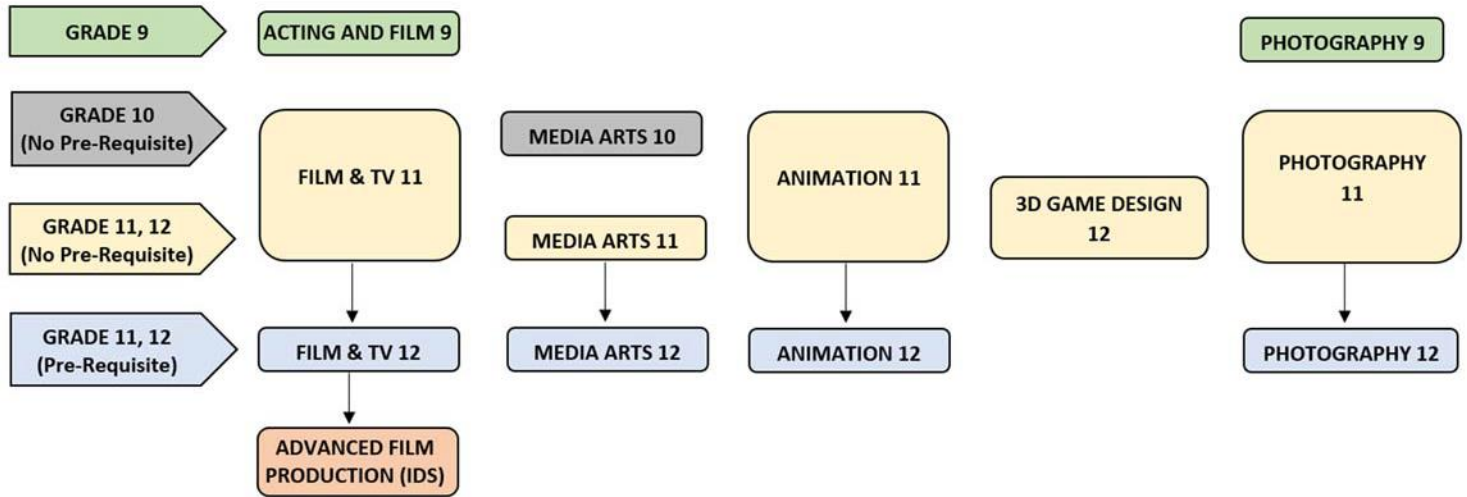 GRADE 9
ACTING AND FILM 9
PHOTOGRAPHY 9
GRADE 10
(No Pre-Requisite)
FILM & TV 11
MEDIA ARTS 10
ANIMATION 11
3D GAME DESIGN
12
PHOTOGRAPHY
11
GRADE 11, 12
(No Pre-Requisite)
MEDIA ARTS 11
GRADE 11, 12
(Pre-Requisite)
FILM & TV 12
MEDIA ARTS 12
ANIMATION 12
PHOTOGRAPHY 12
ADVANCED FILM
PRODUCTION (IDS)